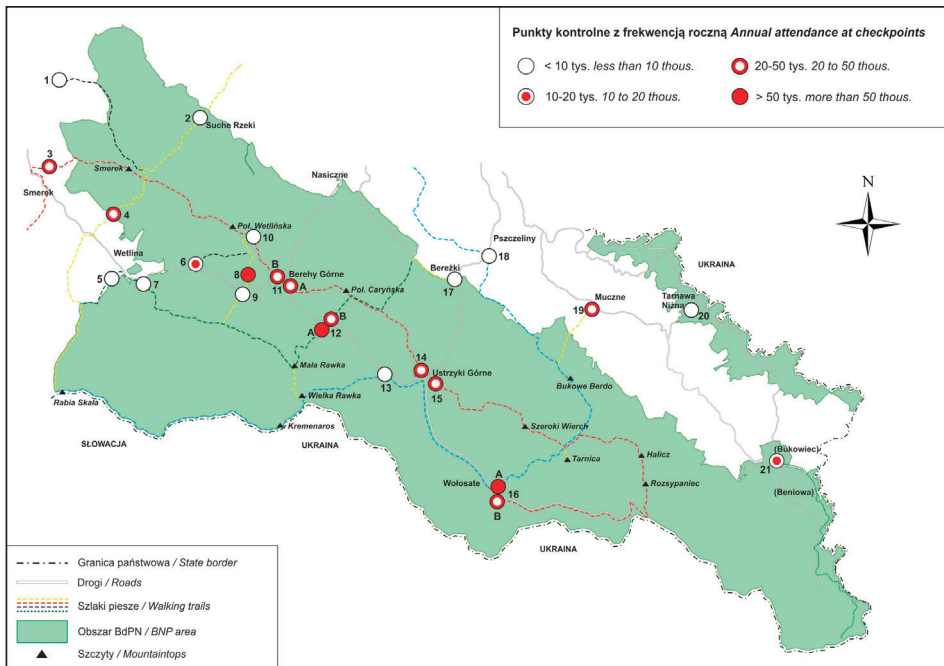 Punkty kontrolne z frekwencją roczną Annual attendance at checkpoints
< 10 tys. less than 10 thous.
20-50 tys. 20 to 50 thous.
10-20 tys. 10 to 20 thous.
> 50 tys. more than 50 thous.
1
2
Suche Rzeki
3
Smerek
Smerek
Nasiczne
N
4
Poł. Wetlińska
10
Wetlina
6
B
8
11
Berehy Górne
A
5
7
9
Poł. Caryńska
Pszczeliny
18
Bereżki
17
UKRAINA
Muczne
19
Tarnawa
Niżna
20
B
A
12
Mała Rawka
13
14
Ustrzyki Górne
15
Bukowe Berdo
Rabia Skała
Wielka Rawka
Kremenaros
SŁOWACJA
UKRAINA
Szeroki Wierch
Tarnica
Halicz
Rozsypaniec
(Bukowiec)
21
(Beniowa)
Wołosate
A
16
B
UKRAINA
Granica państwowa / State border
Drogi / Roads
Szlaki piesze / Walking trails
Obszar BdPN / BNP area
Szczyty / Mountaintops